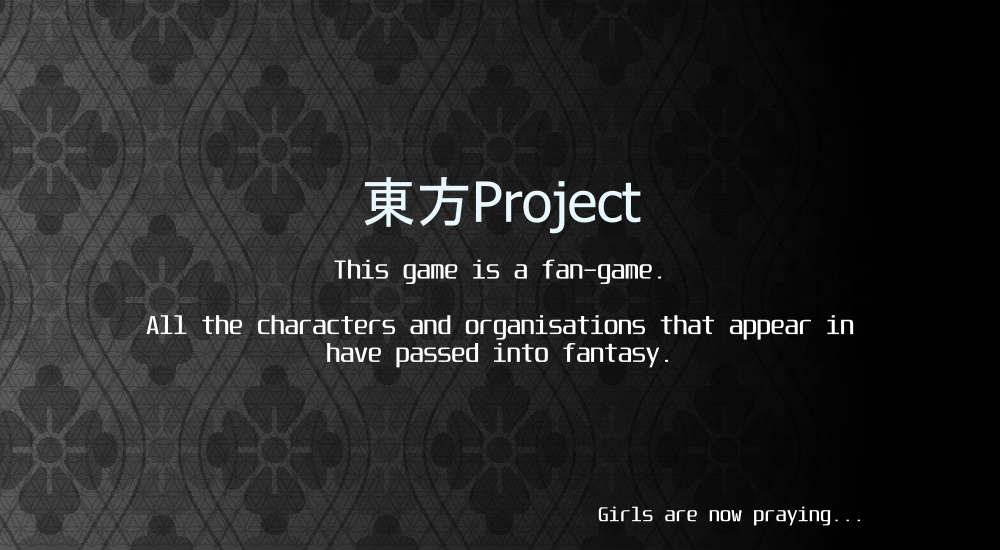 東方Project
This game is a fan-game.
All the characters and organisations that appear in
have passed into fantasy.
Girls are now praying...